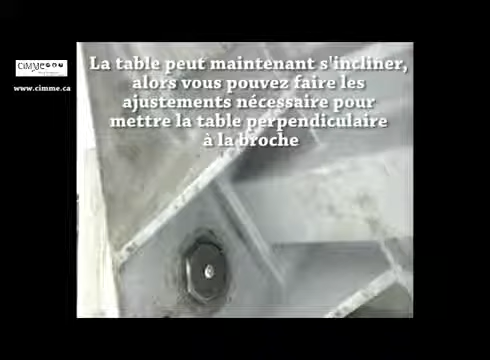 cimme
www.cimme.ca
La table peut maintenant s'incliner,
alors vous pouvez faire les
ajustements nécessaire pour
mettre la table perpendiculaire
à la broche